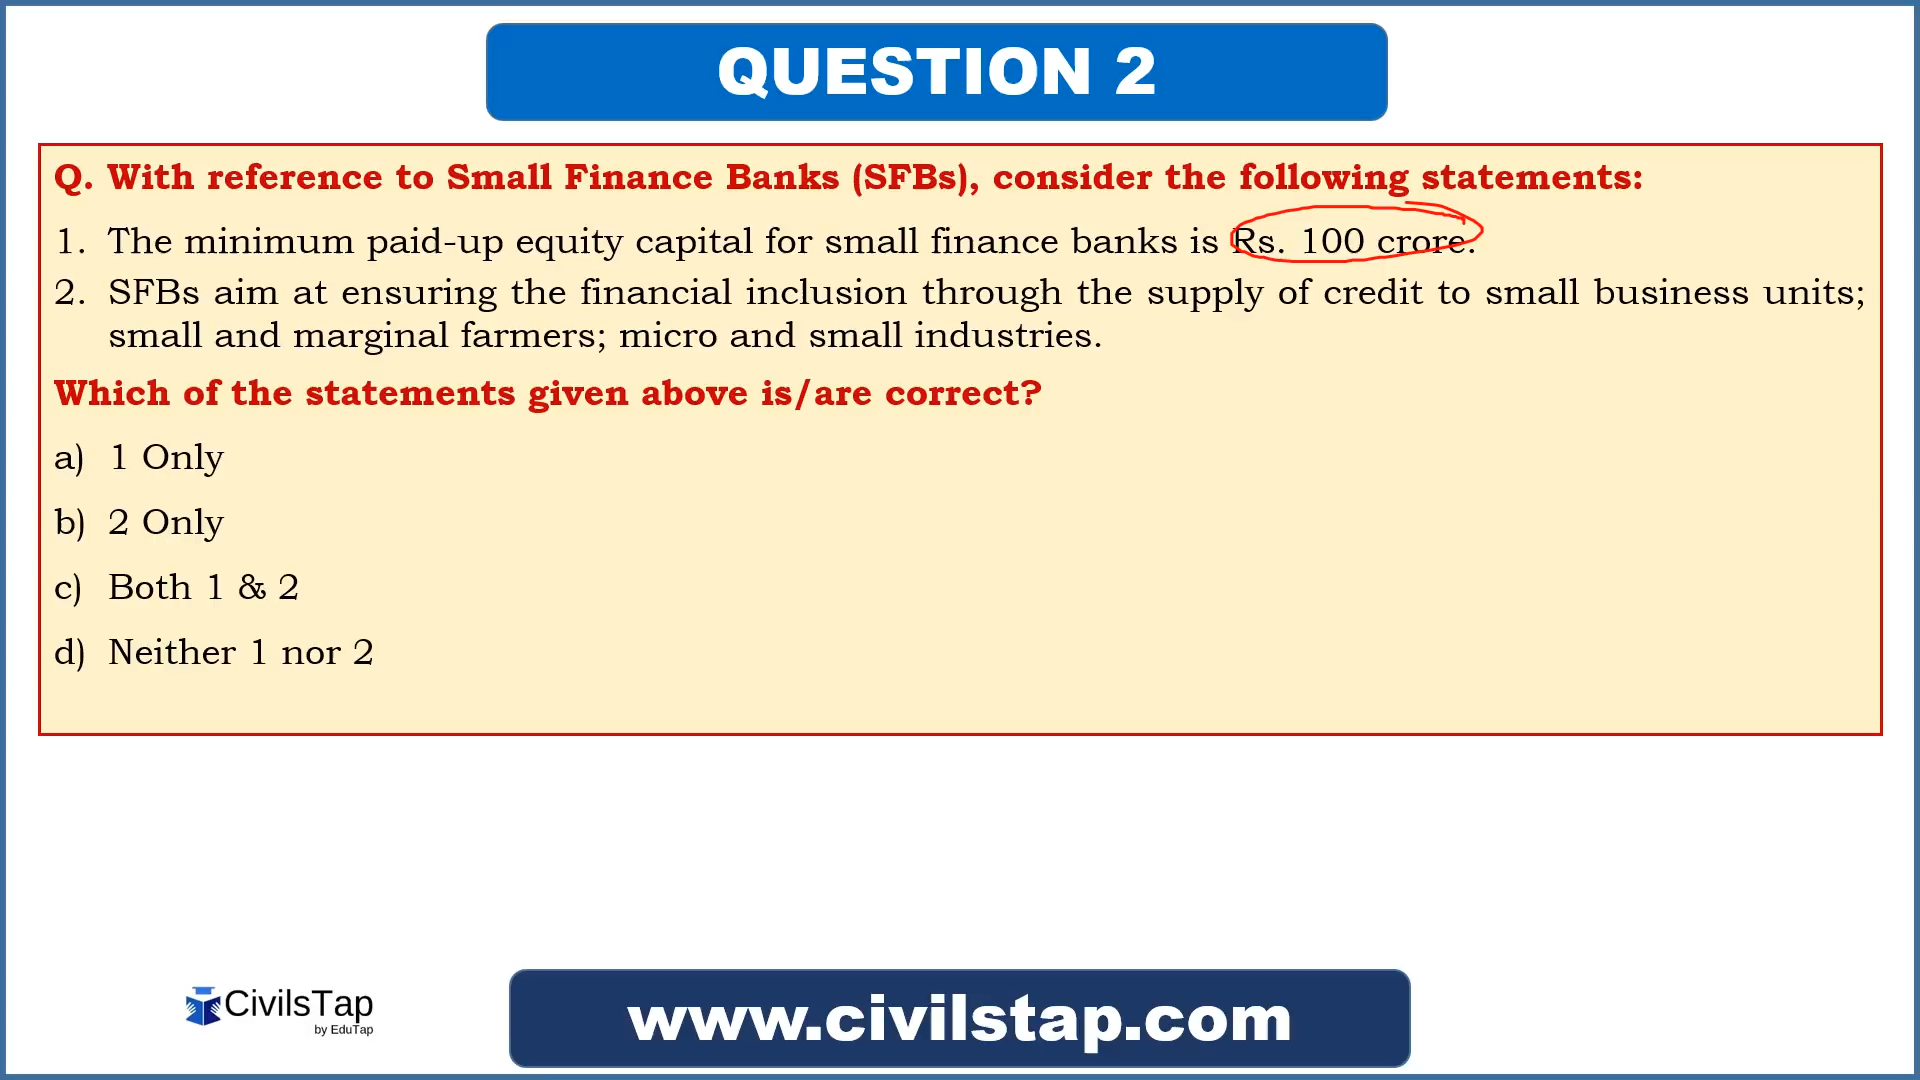 QUESTION 2
Q. With reference to Small Finance Banks (SFBs), consider the following statements:
1. The minimum paid-up equity capital for small finance banks is Rs. 100 crore.
2. SFBs aim at ensuring the financial inclusion through the supply of credit to small business units;
small and marginal farmers; micro and small industries.
Which of the statements given above is/are correct?
a) 1 Only
b) 2 Only
c) Both 1 & 2
d) Neither 1 nor 2
CivilsTap
by EduTap
www.civilstap.com